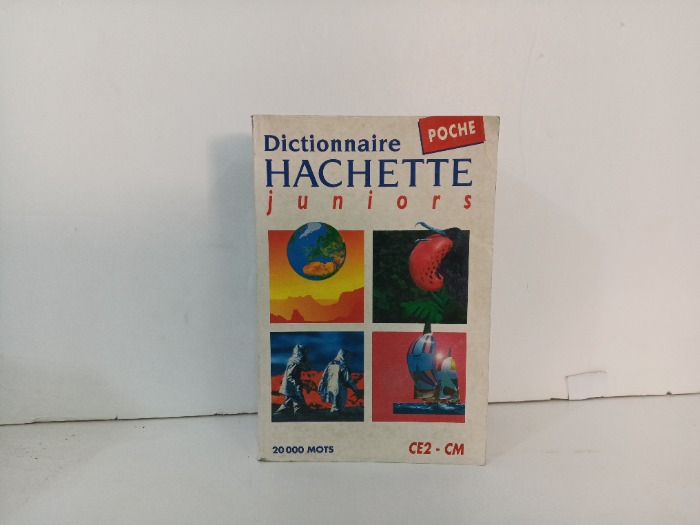 POCHE
Dictionnaire
HACHETTE
juniors
20 000 MOTS
CE2 - CM